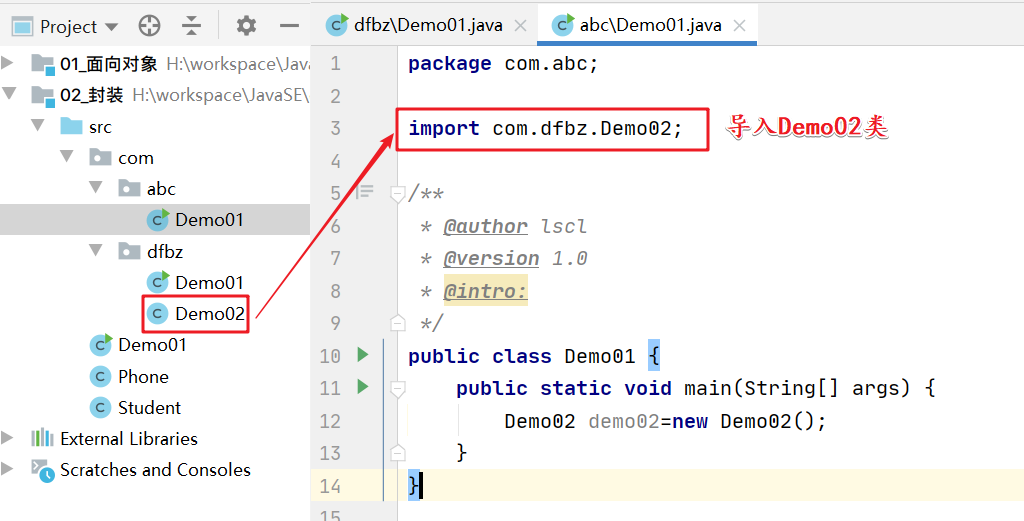 Project
dfbz\Demo01.java
abc\Demo01.java
01_面向对象 H:\workspace\Java
02_封装 H:\workspace\JavaSE\
src
com
abc
Demo01
dfbz
Demo01
Demo02
Demo01
Phone
Student
External Libraries
Scratches and Consoles
1 package com.abc;
2
3 import com.dfbz.Demo02;
导入Demo02类
4
5 /**
6 * @author lscl
7 * @version 1.0
8 * @intro:
9 */
10 public class Demo01 {
11 public static void main(String[] args) {
12 Demo02 demo02=new Demo02();
13 }
14 }
15